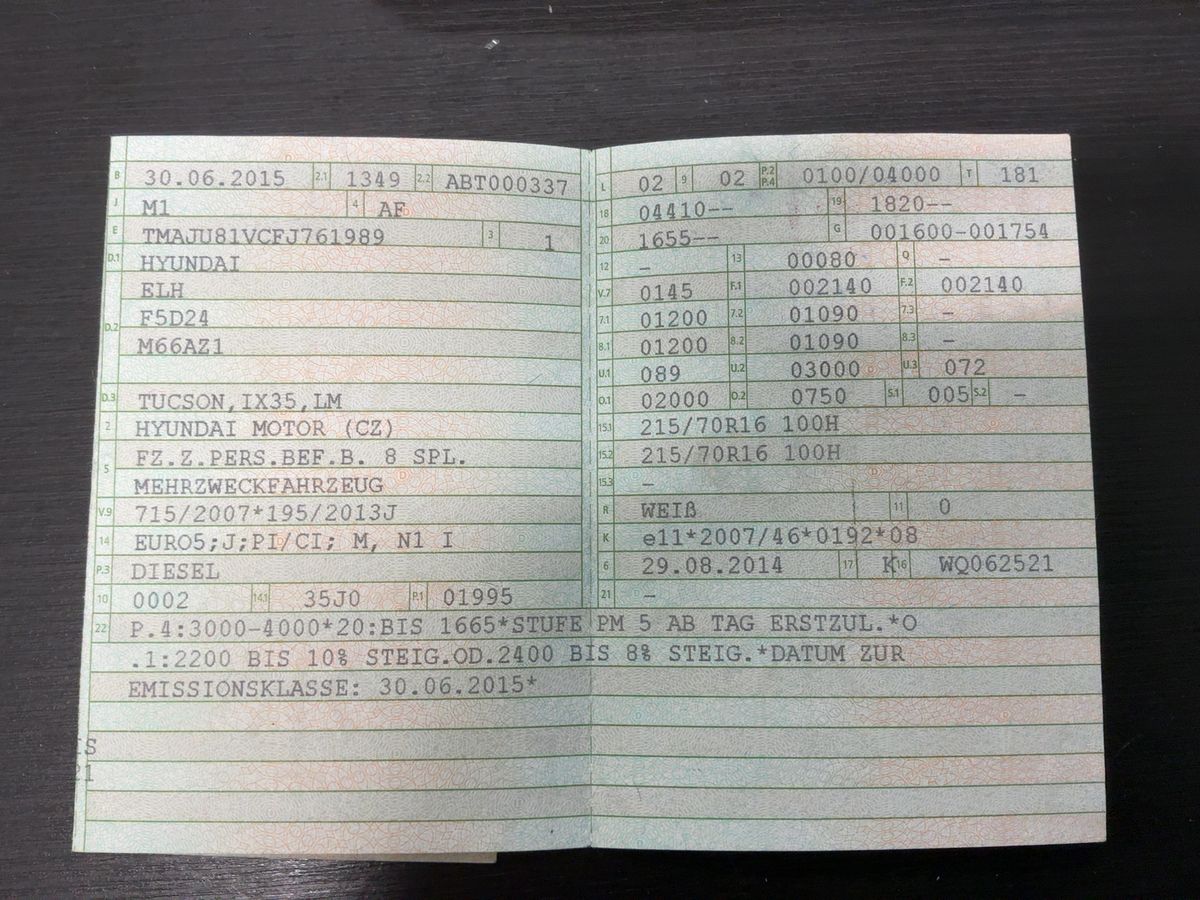 B 30.06.2015 2.1 1349 2.2 ABT000337
J M1 4 AF
E TMAJU81VCFJ761989 3 1
D.1 HYUNDAI
ELH
D.2 F5D24
M66AZ1
D.3 TUCSON,IX35,LM
2 HYUNDAI MOTOR (CZ)
5 FZ.Z.PERS.BEF.B. 8 SPL.
MEHRZWECKFAHRZEUG
V.9 715/2007*195/2013J
14 EURO5;J;PI/CI; M, N1 I
P.3 DIESEL
10 0002 14.1 35J0 P.1 01995
L 02 9 02 P.2 P.4 0100/04000 T 181
18 04410-- 19 1820--
20 1655-- G 001600-001754
12 – 13 00080 Q –
V.7 0145 F.1 002140 F.2 002140
7.1 01200 7.2 01090 7.3 –
8.1 01200 8.2 01090 8.3 –
U.1 089 U.2 03000 U.3 072
O.1 02000 O.2 0750 S.1 005 S.2 –
15.1 215/70R16 100H
15.2 215/70R16 100H
15.3 –
R WEIß 11 0
K e11*2007/46*0192*08
6 29.08.2014 17 K 16 WQ062521
21 –
22 P.4:3000-4000*20:BIS 1665*STUFE PM 5 AB TAG ERSTZUL.*O
.1:2200 BIS 10% STEIG.OD.2400 BIS 8% STEIG.*DATUM ZUR
EMISSIONSKLASSE: 30.06.2015*